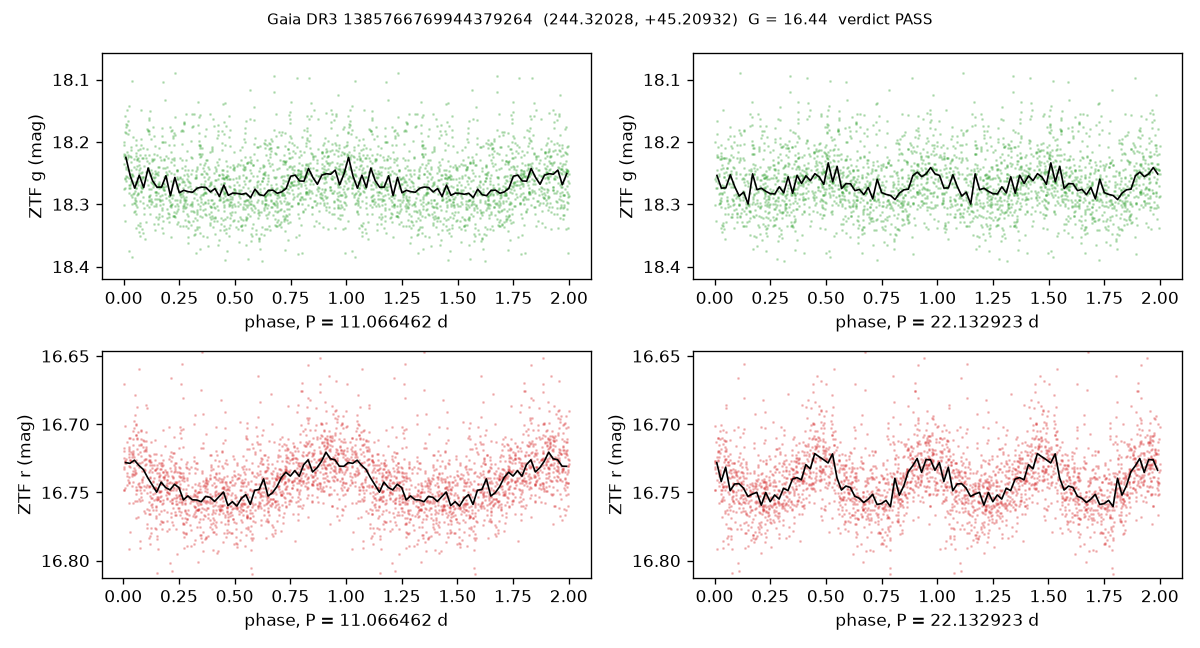 Gaia DR3 1385766769944379264  (244.32028, +45.20932)  G = 16.44  verdict PASS
ZTF g (mag)
18.1
18.2
18.3
18.4
0.00 0.25 0.50 0.75 1.00 1.25 1.50 1.75 2.00
phase, P = 11.066462 d
ZTF g (mag)
18.1
18.2
18.3
18.4
0.00 0.25 0.50 0.75 1.00 1.25 1.50 1.75 2.00
phase, P = 22.132923 d
ZTF r (mag)
16.65
16.70
16.75
16.80
0.00 0.25 0.50 0.75 1.00 1.25 1.50 1.75 2.00
phase, P = 11.066462 d
ZTF r (mag)
16.65
16.70
16.75
16.80
0.00 0.25 0.50 0.75 1.00 1.25 1.50 1.75 2.00
phase, P = 22.132923 d